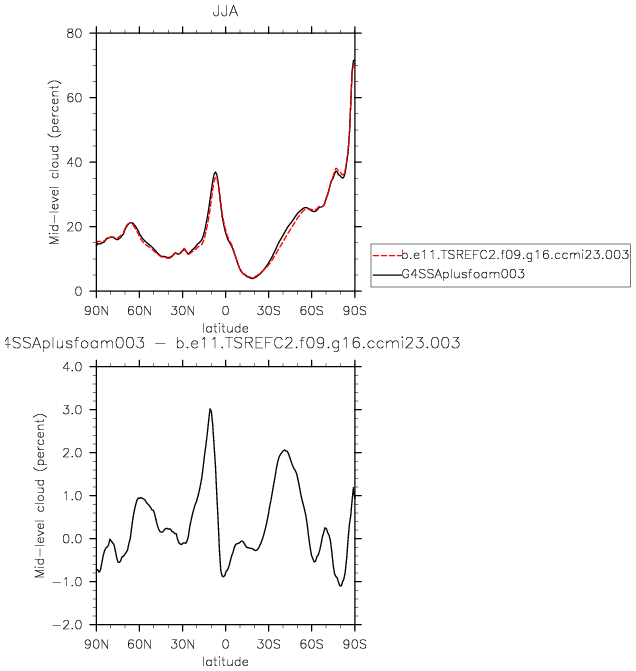 JJA
80
60
40
20
0
Mid-level cloud (percent)
90N 60N 30N 0 30S 60S 90S
latitude
b.e11.TSREFC2.f09.g16.ccmi23.003
G4SSAplusfoam003
4SSAplusfoam003 - b.e11.TSREFC2.f09.g16.ccmi23.003
4.0
3.0
2.0
1.0
0.0
-1.0
-2.0
Mid-level cloud (percent)
90N 60N 30N 0 30S 60S 90S
latitude